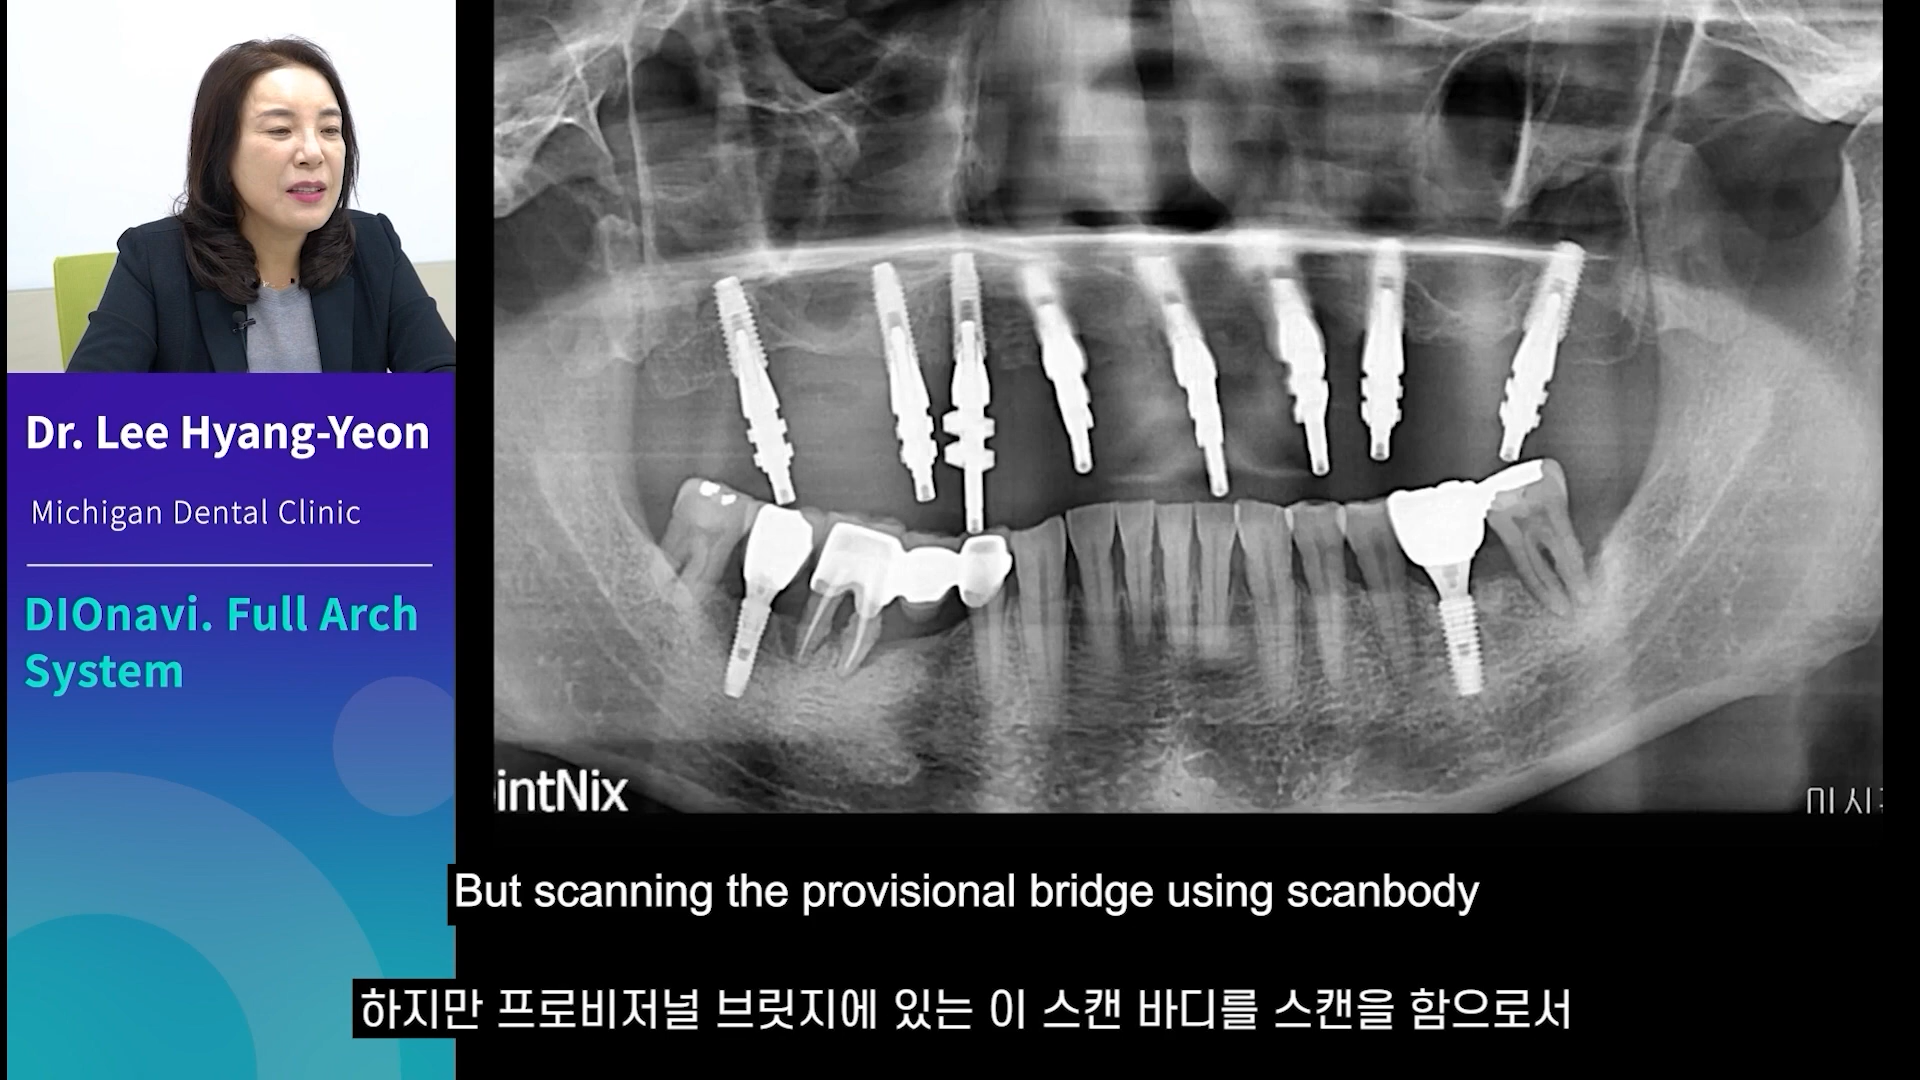 Dr. Lee Hyang-Yeon
Michigan Dental Clinic
DIOnavi. Full Arch
System
intNix
미시
But scanning the provisional bridge using scanbody
하지만 프로비저널 브릿지에 있는 이 스캔 바디를 스캔을 함으로서